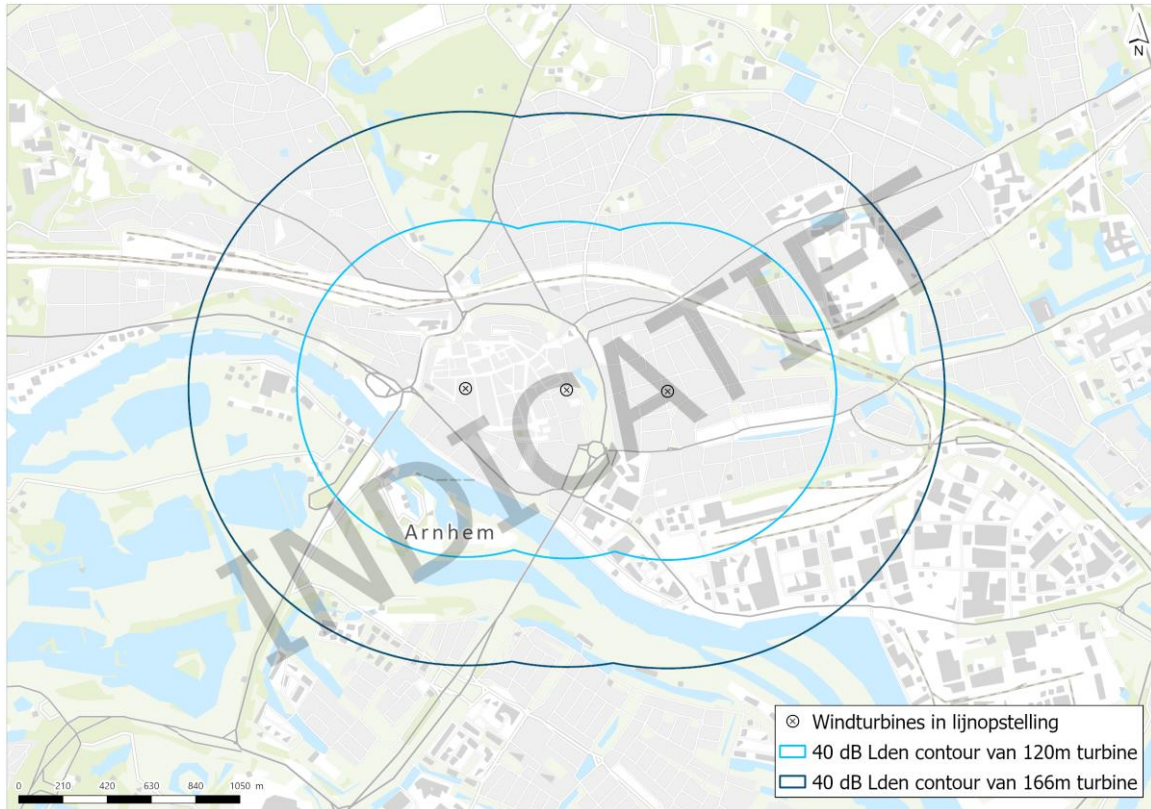 N
INDICATIEF
Arnhem
Windturbines in lijnopstelling
40 dB Lden contour van 120m turbine
40 dB Lden contour van 166m turbine
0 210 420 630 840 1050 m